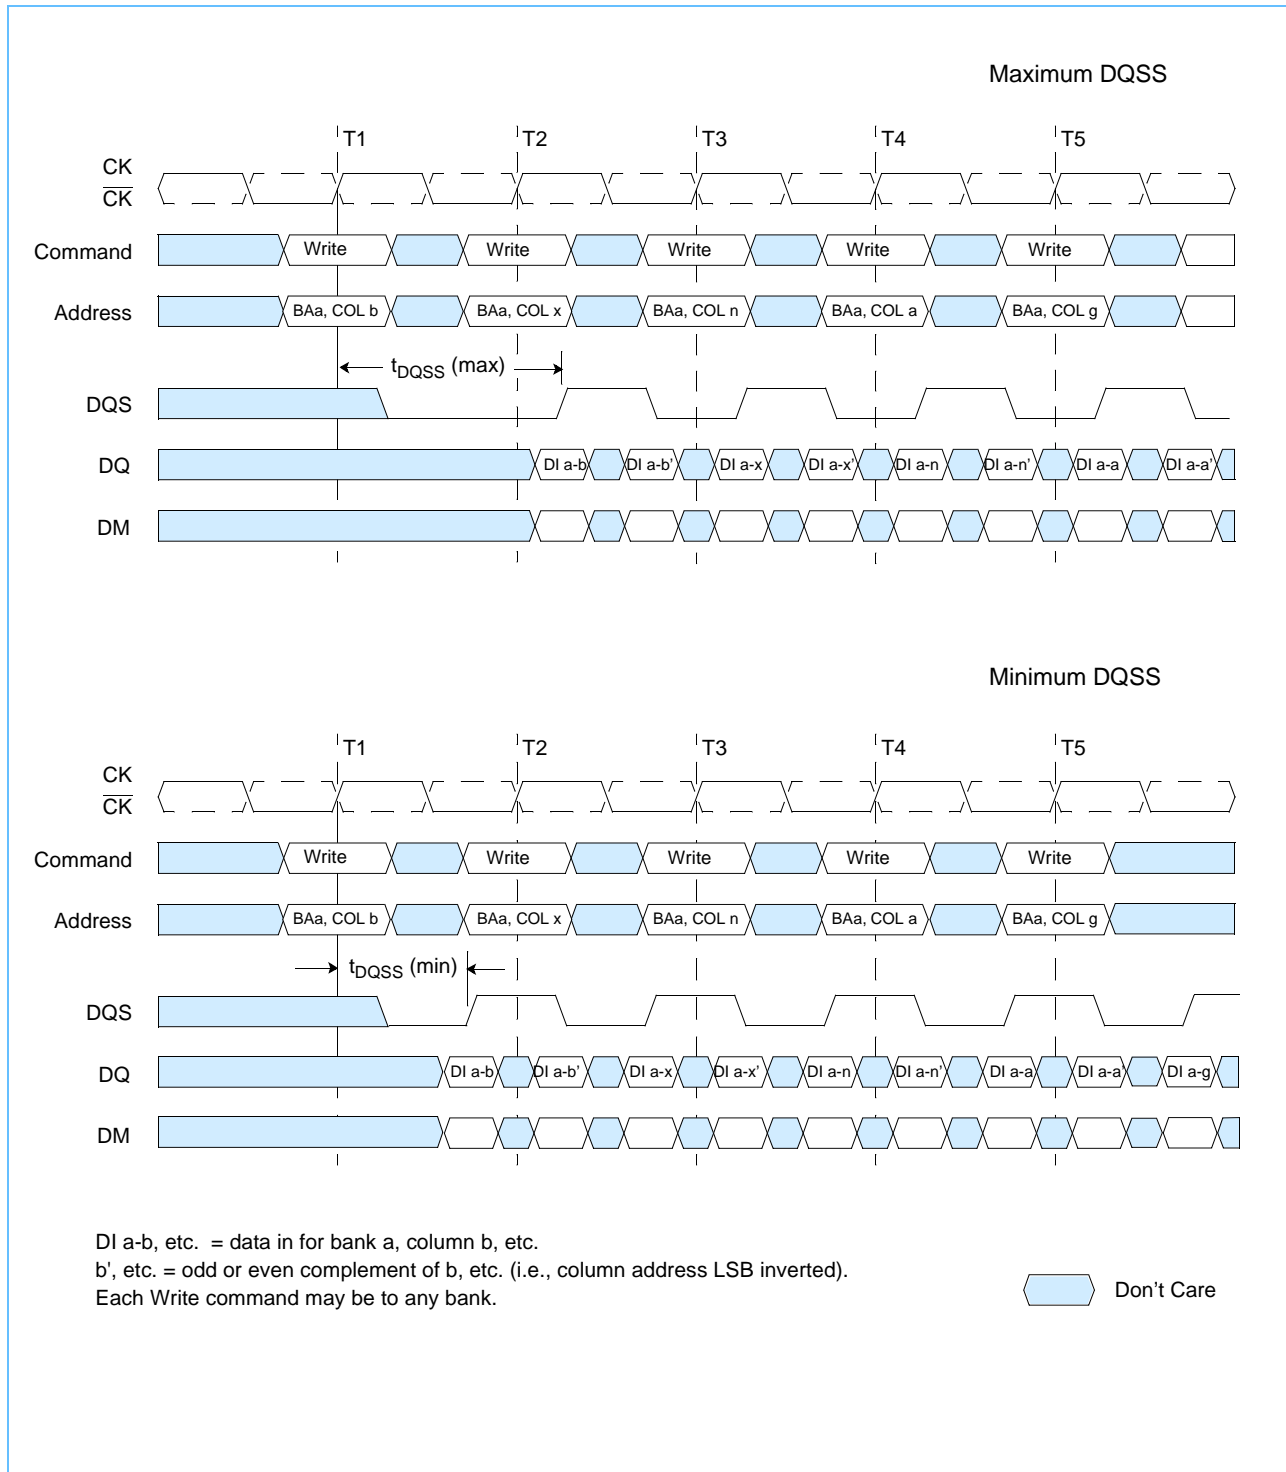 Maximum DQSS
T1 T2 T3 T4 T5
CK
CK
Command Write Write Write Write Write
Address BAa, COL b BAa, COL x BAa, COL n BAa, COL a BAa, COL g
tDQSS (max)
DQS
DQ DI a-b DI a-b’ DI a-x DI a-x’ DI a-n DI a-n’ DI a-a DI a-a’
DM
Minimum DQSS
T1 T2 T3 T4 T5
CK
CK
Command Write Write Write Write Write
Address BAa, COL b BAa, COL x BAa, COL n BAa, COL a BAa, COL g
tDQSS (min)
DQS
DQ DI a-b DI a-b’ DI a-x DI a-x’ DI a-n DI a-n’ DI a-a DI a-a’ DI a-g
DM
DI a-b, etc. = data in for bank a, column b, etc.
b', etc. = odd or even complement of b, etc. (i.e., column address LSB inverted).
Each Write command may be to any bank.
Don't Care